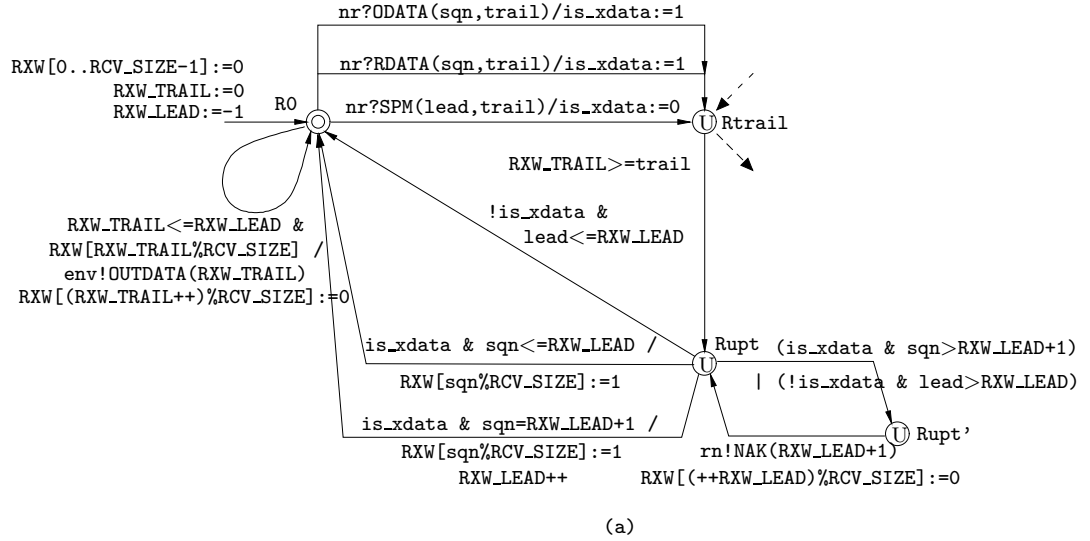 nr?ODATA(sqn,trail)/is_xdata:=1
RXW[0..RCV_SIZE-1]:=0
RXW_TRAIL:=0
RXW_LEAD:=-1
nr?RDATA(sqn,trail)/is_xdata:=1
R0
nr?SPM(lead,trail)/is_xdata:=0
U
Rtrail
RXW_TRAIL>=trail
RXW_TRAIL<=RXW_LEAD &
RXW[RXW_TRAIL%RCV_SIZE] /
env!OUTDATA(RXW_TRAIL)
RXW[(RXW_TRAIL++)%RCV_SIZE]:=0
!is_xdata &
lead<=RXW_LEAD
is_xdata & sqn<=RXW_LEAD /
RXW[sqn%RCV_SIZE]:=1
U
Rupt
(is_xdata & sqn>RXW_LEAD+1)
| (!is_xdata & lead>RXW_LEAD)
is_xdata & sqn=RXW_LEAD+1 /
RXW[sqn%RCV_SIZE]:=1
RXW_LEAD++
U
Rupt'
rn!NAK(RXW_LEAD+1)
RXW[(++RXW_LEAD)%RCV_SIZE]:=0
(a)